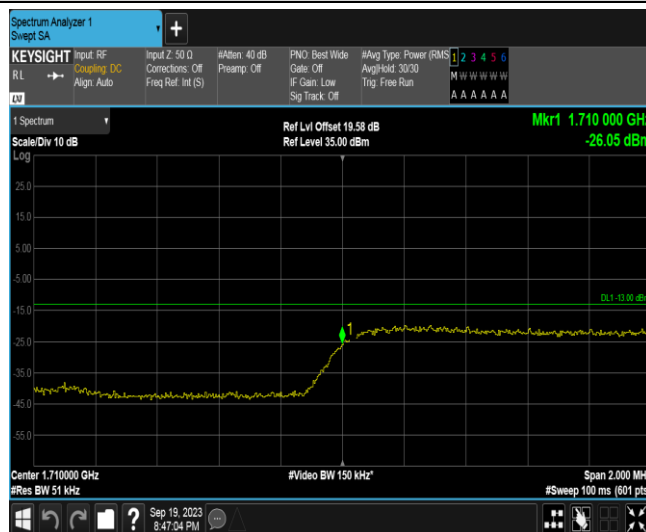 Spectrum Analyzer 1
Swept SA
KEYSIGHT
RL
LXI
Input: RF
Coupling: DC
Align: Auto
Input Z: 50 Ω
Corrections: Off
Freq Ref: Int (S)
#Atten: 40 dB
Preamp: Off
PNO: Best Wide
Gate: Off
IF Gain: Low
Sig Track: Off
#Avg Type: Power (RMS
Avg|Hold: 30/30
Trig: Free Run
1 2 3 4 5 6
M W W W W W
A A A A A A
1 Spectrum
Scale/Div 10 dB
Log
Ref Lvl Offset 19.58 dB
Ref Level 35.00 dBm
Mkr1 1.710 000 GHz
-26.05 dBm
25.0
15.0
5.00
-5.00
-15.0
-25.0
-35.0
-45.0
-55.0
DL1 -13.00 dBm
1
Center 1.710000 GHz
#Res BW 51 kHz
#Video BW 150 kHz*
Span 2.000 MH
#Sweep 100 ms (601 pts
?
Sep 19, 2023
8:47:04 PM